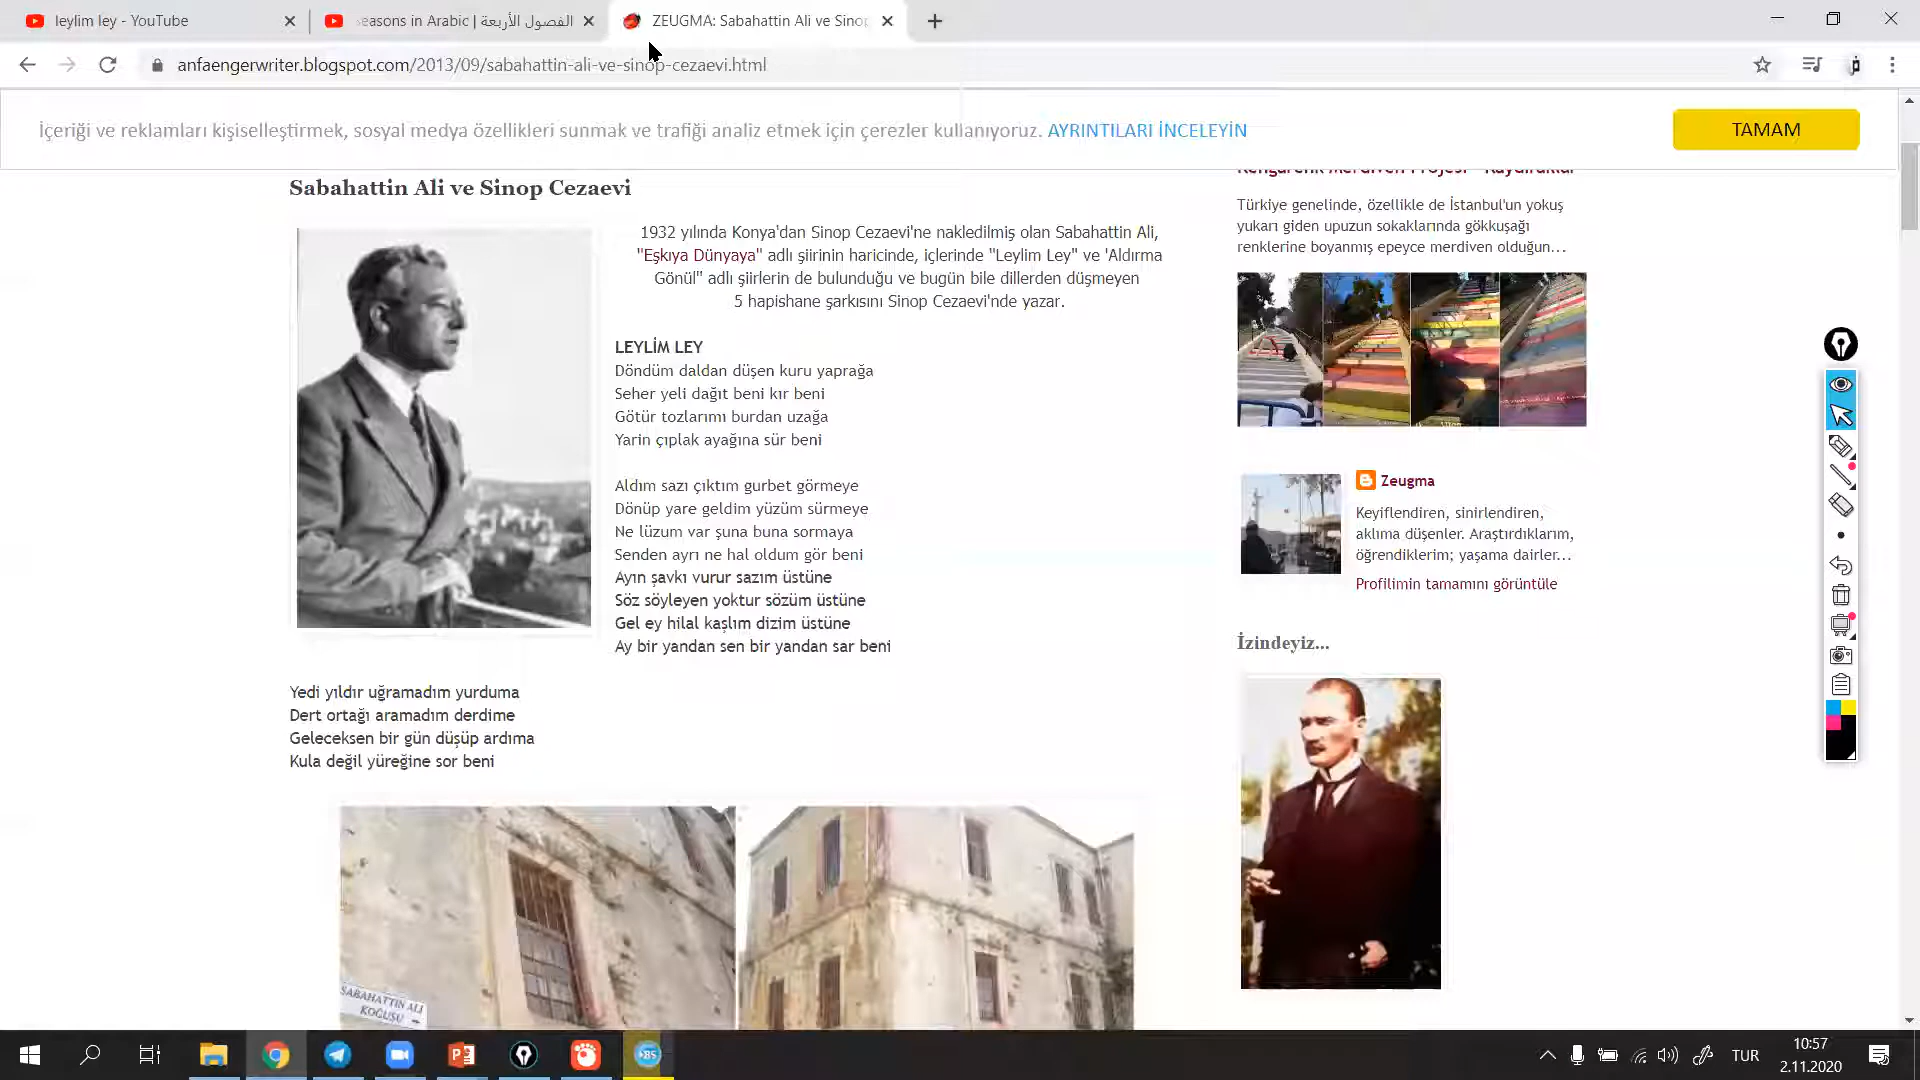 leylim ley - YouTube
easons in Arabic | الفصول الأربعة
ZEUGMA: Sabahattin Ali ve Sinop
anfaengerwriter.blogspot.com/2013/09/sabahattin-ali-ve-sinop-cezaevi.html
İçeriği ve reklamları kişiselleştirmek, sosyal medya özellikleri sunmak ve trafiği analiz etmek için çerezler kullanıyoruz. AYRINTILARI İNCELEYİN
TAMAM
Sabahattin Ali ve Sinop Cezaevi
1932 yılında Konya'dan Sinop Cezaevi'ne nakledilmiş olan Sabahattin Ali,
"Eşkıya Dünyaya" adlı şiirinin haricinde, içlerinde "Leylim Ley" ve 'Aldırma
Gönül" adlı şiirlerin de bulunduğu ve bugün bile dillerden düşmeyen
5 hapishane şarkısını Sinop Cezaevi'nde yazar.
LEYLİM LEY
Döndüm daldan düşen kuru yaprağa
Seher yeli dağıt beni kır beni
Götür tozlarımı burdan uzağa
Yarin çıplak ayağına sür beni
Aldım sazı çıktım gurbet görmeye
Dönüp yare geldim yüzüm sürmeye
Ne lüzum var şuna buna sormaya
Senden ayrı ne hal oldum gör beni
Ayın şavkı vurur sazım üstüne
Söz söyleyen yoktur sözüm üstüne
Gel ey hilal kaşlım dizim üstüne
Ay bir yandan sen bir yandan sar beni
Yedi yıldır uğramadım yurduma
Dert ortağı aramadım derdime
Geleceksen bir gün düşüp ardıma
Kula değil yüreğine sor beni
SABAHATTIN ALI
KOĞUŞU
Rengarenk Merdiven Projesi - Kaydıraklar
Türkiye genelinde, özellikle de İstanbul'un yokuş
yukarı giden upuzun sokaklarında gökkuşağı
renklerine boyanmış epeyce merdiven olduğun...
Zeugma
Keyiflendiren, sinirlendiren,
aklıma düşenler. Araştırdıklarım,
öğrendiklerim; yaşama dairler...
Profilimin tamamını görüntüle
İzindeyiz...
TUR
10:57
2.11.2020